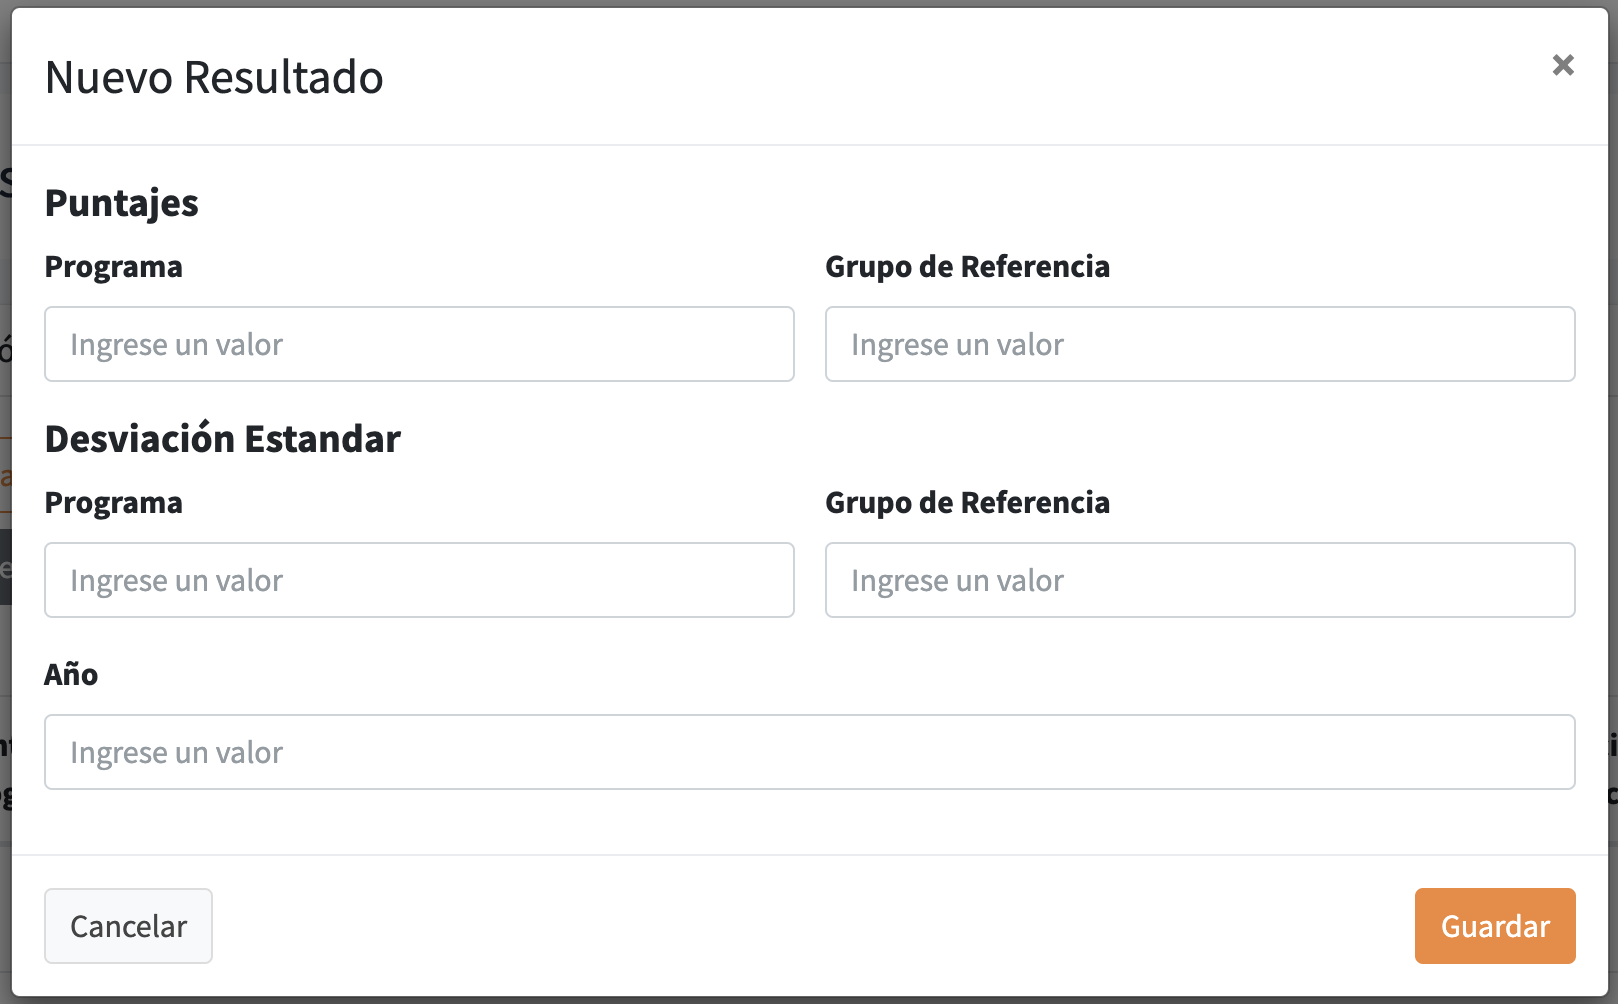 Nuevo Resultado
×
Puntajes
Programa Grupo de Referencia
Ingrese un valor Ingrese un valor
Desviación Estandar
Programa Grupo de Referencia
Ingrese un valor Ingrese un valor
Año
Ingrese un valor
Cancelar Guardar